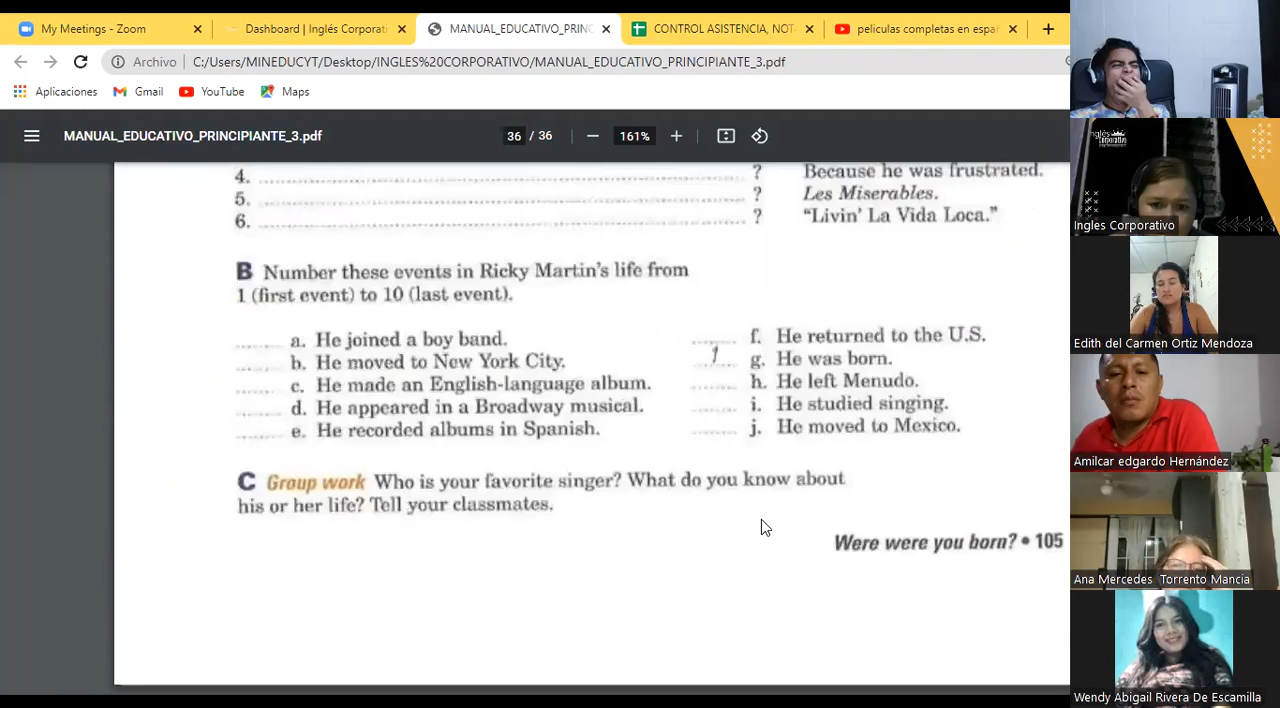 My Meetings - Zoom
Dashboard | Inglés Corporati
MANUAL_EDUCATIVO_PRINC
CONTROL ASISTENCIA, NOT
peliculas completas en espa
Archivo | C:/Users/MINEDUCYT/Desktop/INGLES%20CORPORATIVO/MANUAL_EDUCATIVO_PRINCIPIANTE_3.pdf
Aplicaciones Gmail YouTube Maps
MANUAL_EDUCATIVO_PRINCIPIANTE_3.pdf 36 / 36 161%
4. ? Because he was frustrated.
5. ? Les Miserables.
6. ? "Livin' La Vida Loca."
B Number these events in Ricky Martin's life from
1 (first event) to 10 (last event).
a. He joined a boy band.
b. He moved to New York City.
c. He made an English-language album.
d. He appeared in a Broadway musical.
e. He recorded albums in Spanish.
f. He returned to the U.S.
1 g. He was born.
h. He left Menudo.
i. He studied singing.
j. He moved to Mexico.
C Group work Who is your favorite singer? What do you know about
his or her life? Tell your classmates.
Were were you born? • 105
Inglés
Corporativo
Ingles Corporativo
Edith del Carmen Ortiz Mendoza
Amilcar edgardo Hernández
Ana Mercedes Torrento Mancia
Wendy Abigail Rivera De Escamilla